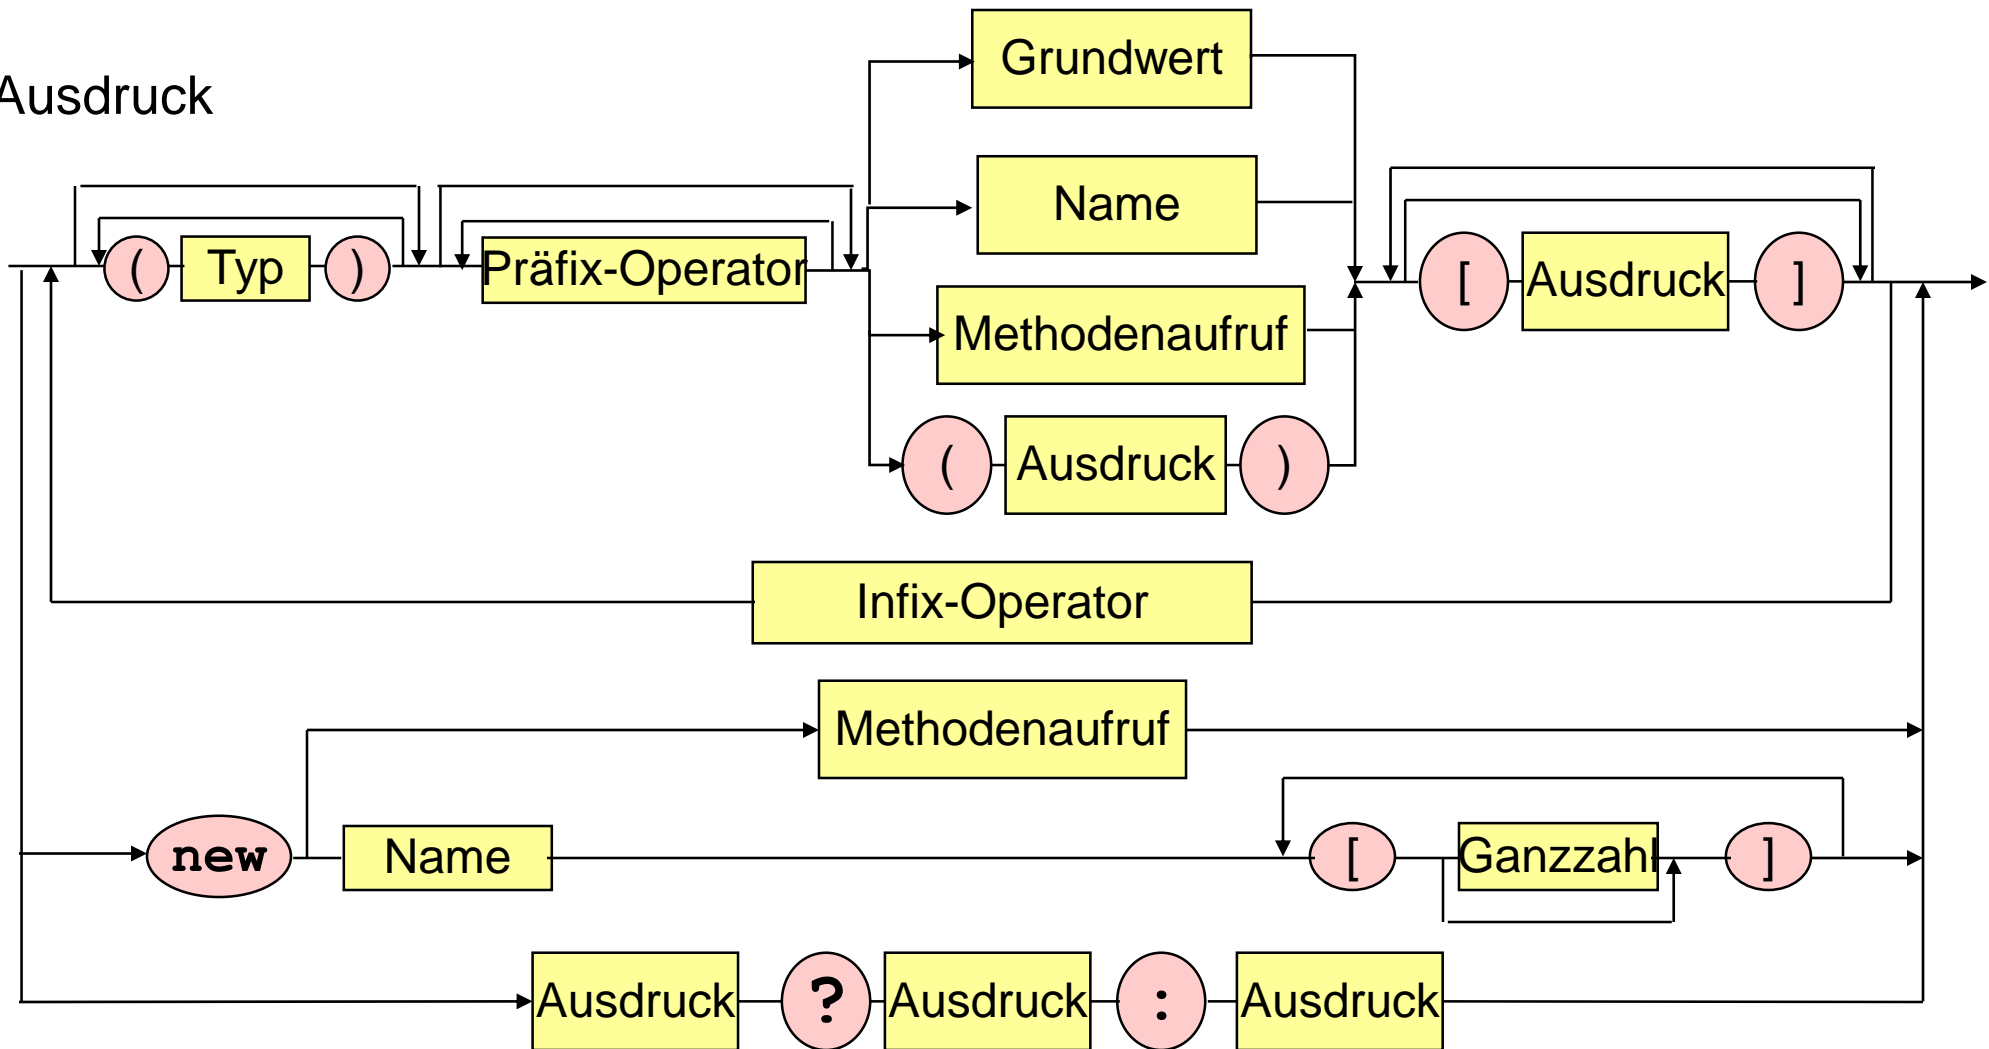 Ausdruck
Grundwert
Name
( Typ ) Präfix-Operator [ Ausdruck ]
Methodenaufruf
( Ausdruck )
Infix-Operator
Methodenaufruf
new Name [ Ganzzahl ]
Ausdruck ? Ausdruck : Ausdruck